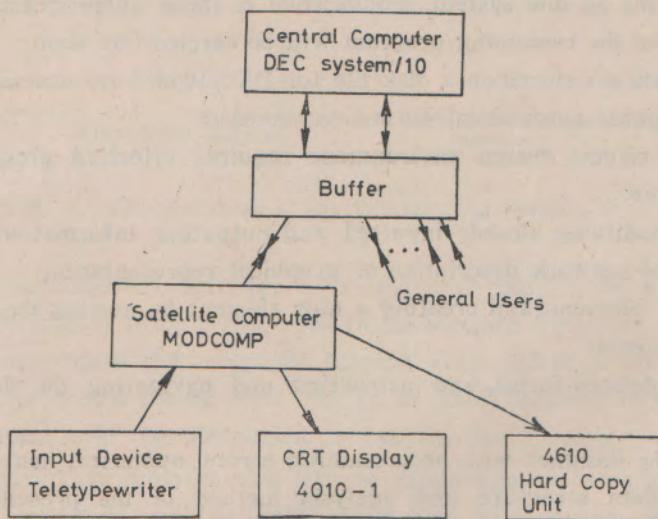 Central Computer
DEC system/10
Buffer
General Users
Satellite Computer
MODCOMP
Input Device
Teletypewriter
CRT Display
4010-1
4610
Hard Copy
Unit